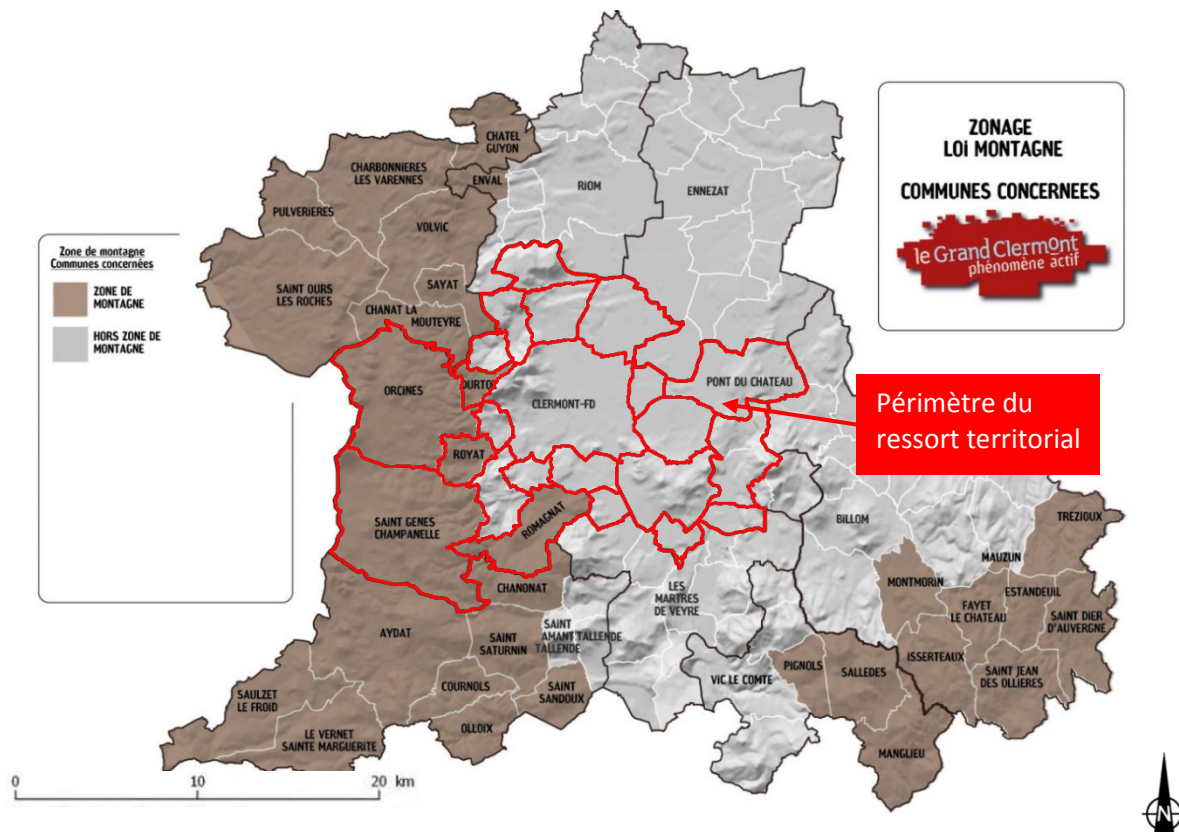 ZONAGE
LOI MONTAGNE
COMMUNES CONCERNEES
le Grand Clermont
phénomène actif
Zone de montagne
Communes concernées
ZONE DE
MONTAGNE
HORS ZONE DE
MONTAGNE
Périmètre du
ressort territorial
CHATEL
GUYON
CHARBONNIERES
LES VARENNES
ENVAL
RIOM
ENNEZAT
PULVERIERES
VOLVIC
SAINT OURS
LES ROCHES
SAYAT
CHANAT LA
MOUTEYRE
ORCINES
DURTOL
CLERMONT-FD
PONT DU CHATEAU
ROYAT
SAINT GENES
CHAMPANELLE
ROMAGNAT
BILLOM
TREZIOUX
MAUZUN
CHANONAT
LES
MARTRES
DE VEYRE
MONTMORIN
ESTANDEUIL
FAYET
LE CHATEAU
SAINT DIER
D'AUVERGNE
AYDAT
SAINT
SATURNIN
SAINT
AMANT TALLENDE
TALLENDE
ISSERTEAUX
PIGNOLS
SALLEDES
SAINT JEAN
DES OLLIERES
SAULZET
LE FROID
COURNOLS
SAINT
SANDOUX
VIC LE COMTE
LE VERNET
SAINTE MARGUERITE
OLLOIX
MANGLIEU
0 10 20 km
N